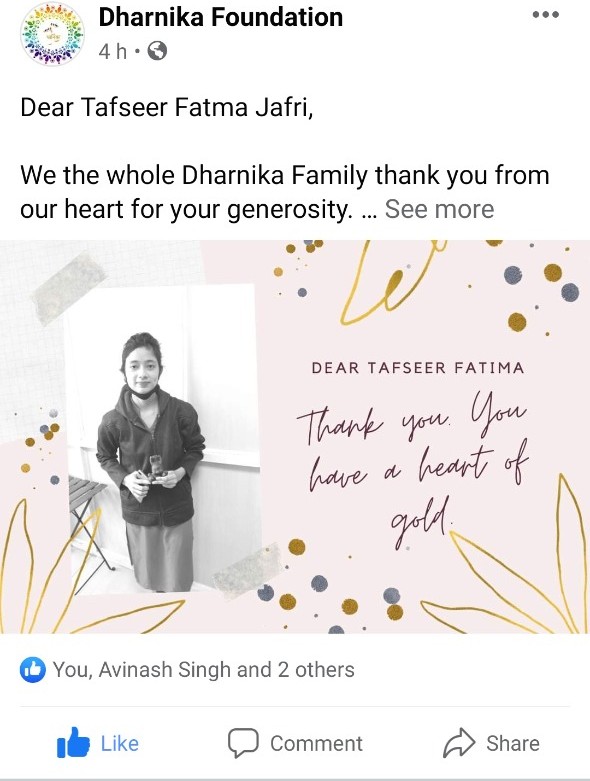 Dharnika Foundation
4 h •
Dear Tafseer Fatma Jafri,
We the whole Dharnika Family thank you from
our heart for your generosity. ... See more
DEAR TAFSEER FATIMA
Thank you. You
have a heart of
gold.
You, Avinash Singh and 2 others
Like
Comment
Share